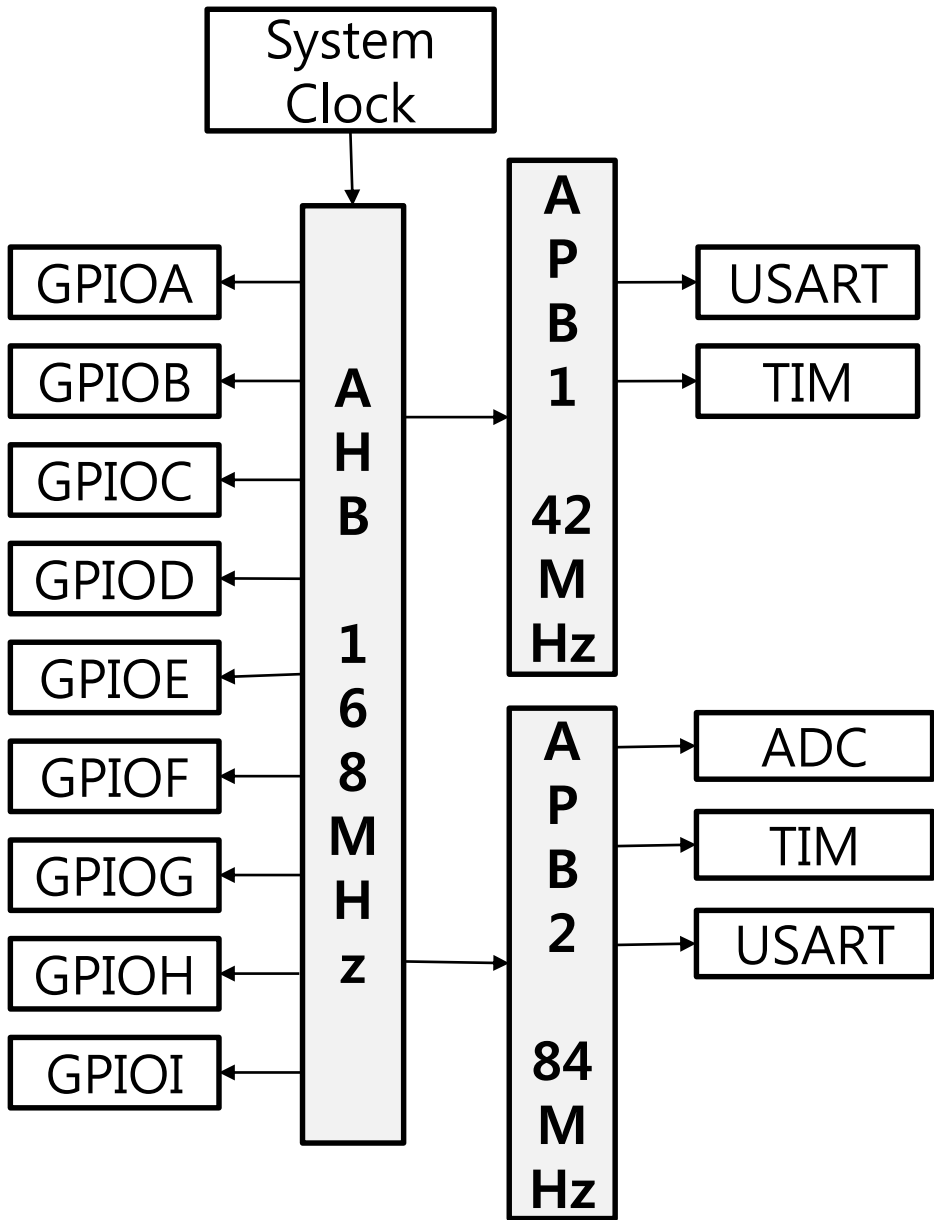 System
Clock
GPIOA
GPIOB
GPIOC
GPIOD
GPIOE
GPIOF
GPIOG
GPIOH
GPIOI
A
H
B
1
6
8
M
H
z
A
P
B
1
42
M
Hz
USART
TIM
A
P
B
2
84
M
Hz
ADC
TIM
USART